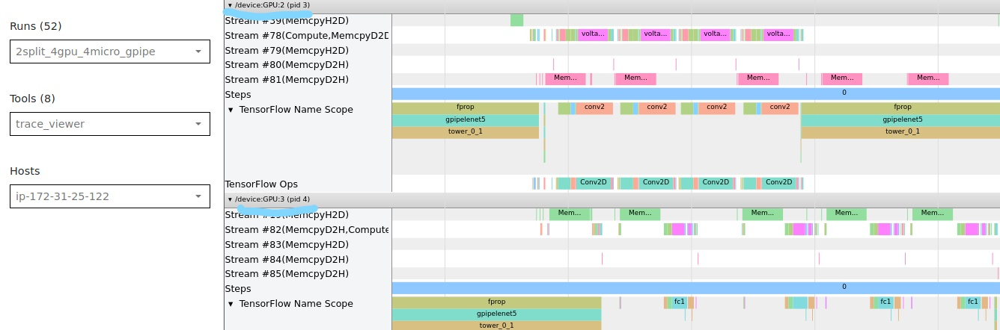 Runs (52)
2split_4gpu_4micro_gpipe
Tools (8)
trace_viewer
Hosts
ip-172-31-25-122
▾ /device:GPU:2 (pid 3)
Stream #39(MemcpyH2D)
Stream #78(Compute,MemcpyD2D
volta... volta... volta... volta...
Stream #79(MemcpyH2D)
Stream #80(MemcpyD2H)
Stream #81(MemcpyD2H)
Mem... Mem... Mem... Mem... Mem...
Steps
0
▾ TensorFlow Name Scope
fprop conv2 conv2 conv2 conv2 fprop
gpipelenet5 gpipelenet5
tower_0_1 tower_0_1
TensorFlow Ops
Conv2D Conv2D Conv2D Conv2D
▾ /device:GPU:3 (pid 4)
(MemcpyH2D)
Mem... Mem... Mem... Mem... Mem...
Stream #82(MemcpyD2H,Compute
Stream #83(MemcpyH2D)
Stream #84(MemcpyD2H)
Stream #85(MemcpyD2H)
Steps
0
▾ TensorFlow Name Scope
fprop fc1 fc1 fc1
gpipelenet5
tower_0_1